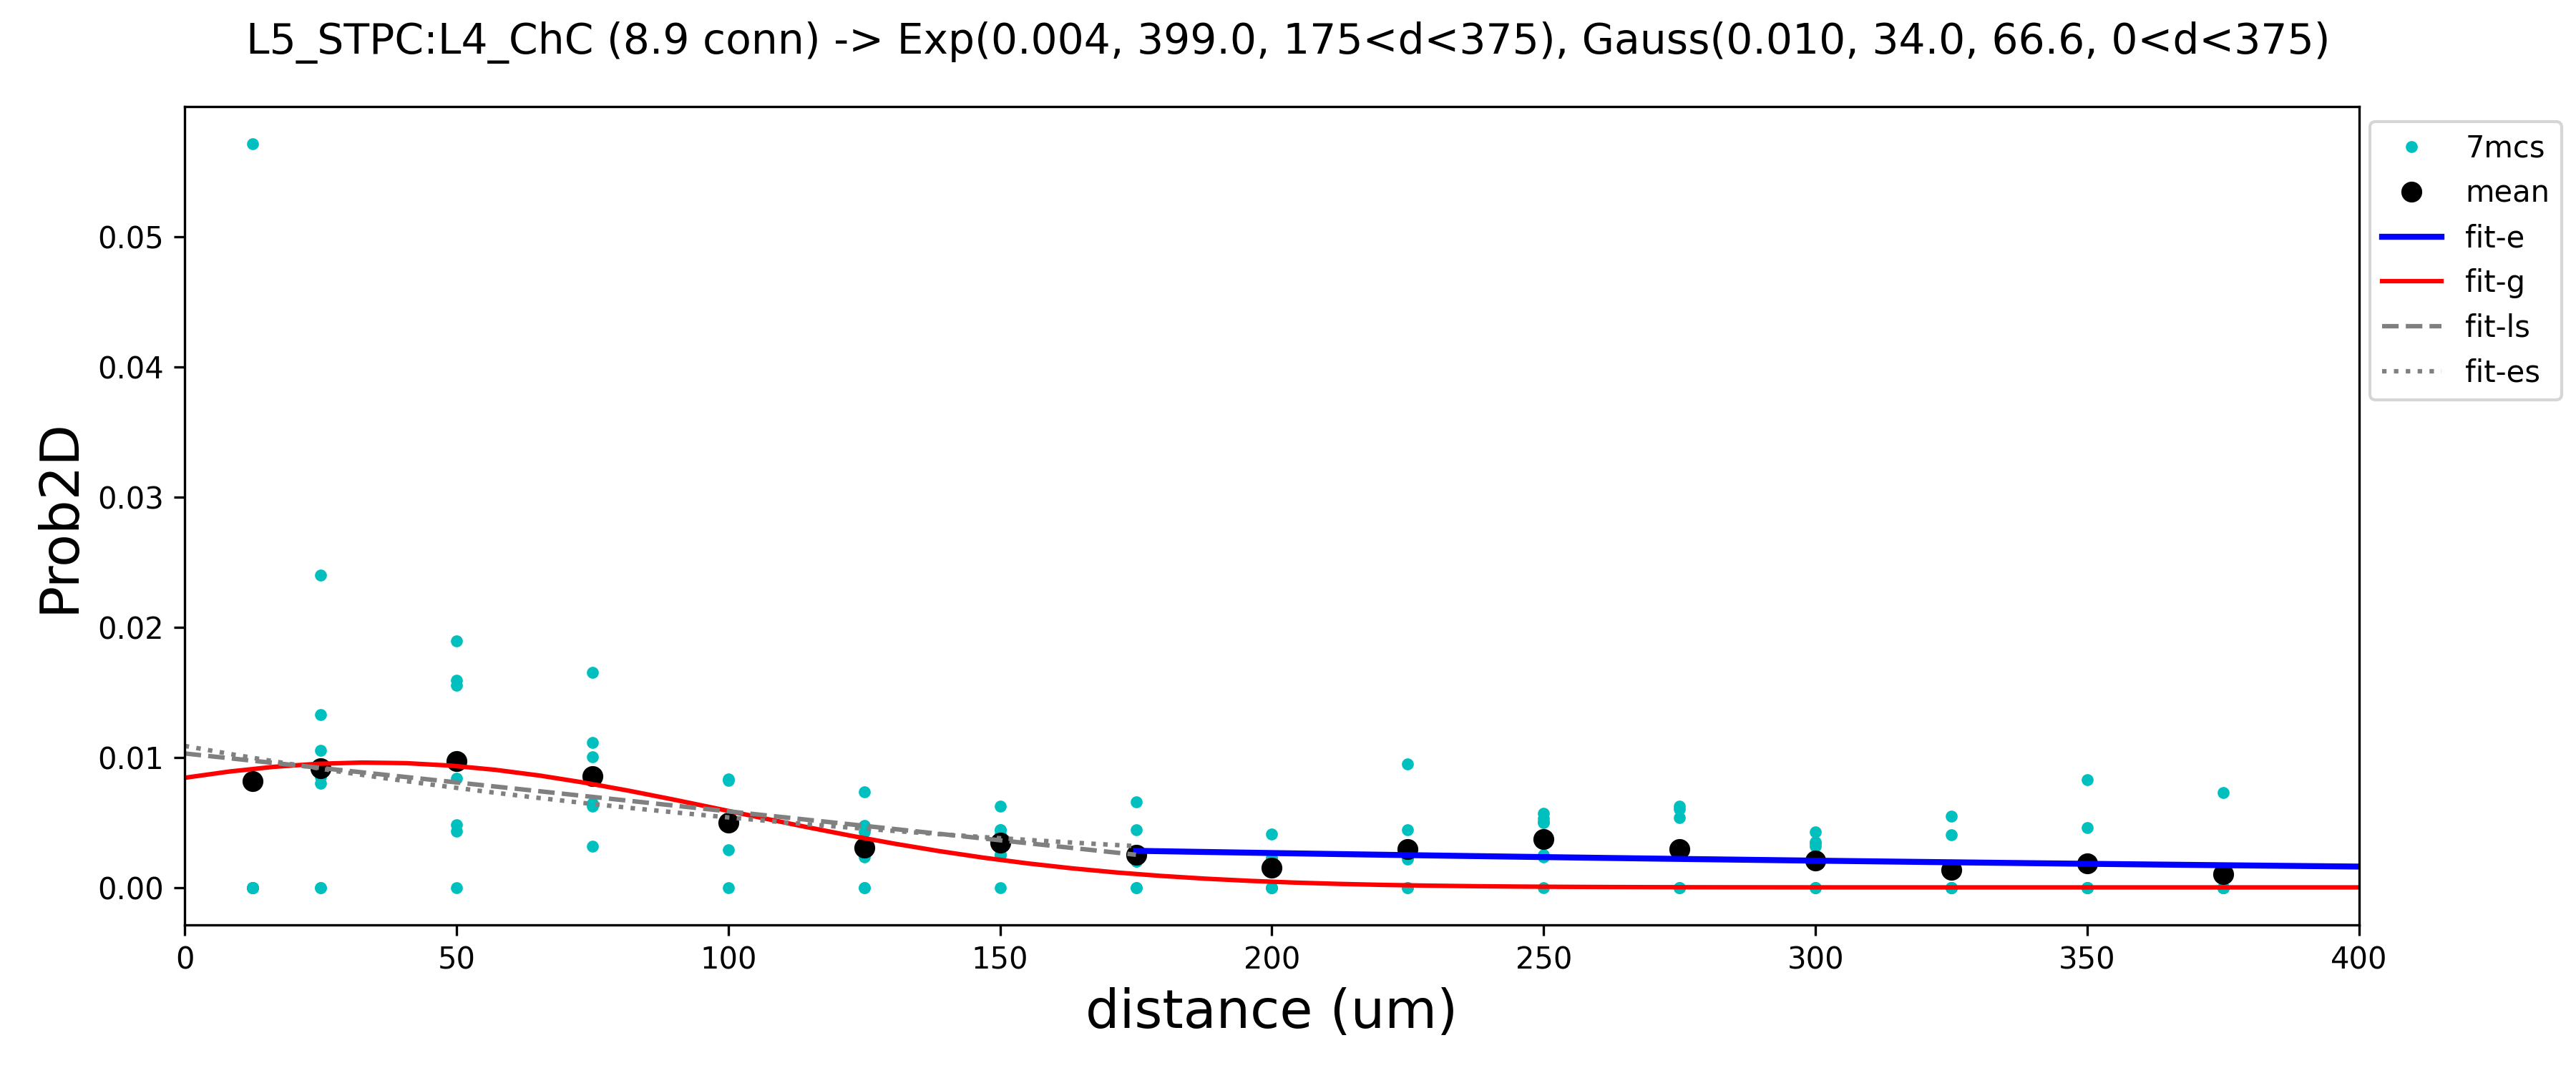 L5_STPC:L4_ChC (8.9 conn) -> Exp(0.004, 399.0, 175<d<375), Gauss(0.010, 34.0, 66.6, 0<d<375)
7mcs
mean
fit-e
fit-g
fit-ls
fit-es
Prob2D
0.05
0.04
0.03
0.02
0.01
0.00
0 50 100 150 200 250 300 350 400
distance (um)